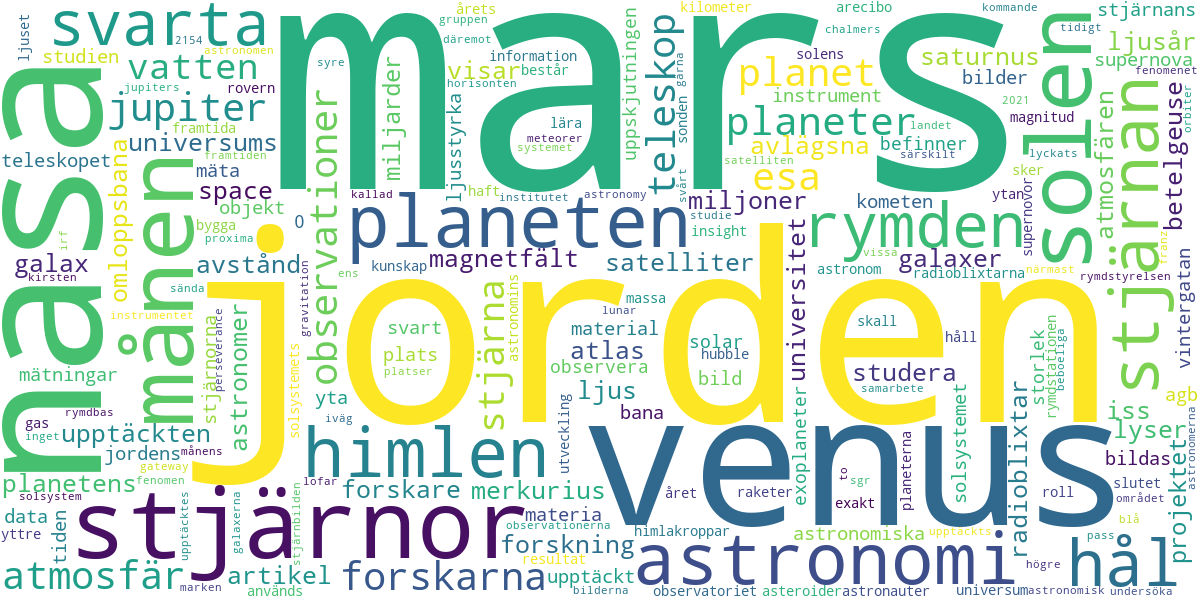 ljuset
svarta
2154
årets
gruppen
däremot
kilometer
arecibo
chalmers
kommande
tidigt
stjärnans
studien
astronomen
mars
syre
horisonten
information
består
visar
vatten
jupiters
rovern
miljarder
ljusstyrka
uppskjutningen
teleskop
sonden
gärna
solens
planet
saturnus
bilder
2021
magnitud
solen
ljusår
supernova
fenomenet
orbiter
nasa
jupiter
framtida
universums
framtiden
teleskopet
mäta
space
objekt
bygga
proxima
omloppsbana
månen
observationer
lära
meteorer
systemet
instrument
planeter
landet
avlägsna
befinner
satelliten
särskilt
lyckats
sker
esa
svårt
atmosfären
stjärnan
betelgeuse
kallad
haft
institutet
astronomy
miljoner
kometen
ytan
supernovor
planeten
studie
insight
rymden
0
irf
galax
kirsten
avstånd
sända
ens
kunskap
magnetfält
satelliter
universitet
astronom
vissa
galaxer
radioblixtarna
närmast
rymdstyrelsen
franz
gravitation
instrumentet
jorden
massa
lunar
material
svart
plats
platser
stjärna
astronomins
atlas
observera
solar
hubble
bild
skall
håll
studera
samarbete
storlek
rymdstationen
beboeliga
vintergatan
mätningar
stjärnorna
perseverance
astronomer
solsystemets
yta
iväg
ljus
bana
utveckling
venus
exoplaneter
planeterna
solsystemet
radioblixtar
agb
iss
lyser
rymdbas
gas
inget
upptäckten
jordens
månens
gateway
fenomen
himlen
planetens
solsystem
lofar
forskare
merkurius
året
raketer
to
sgr
exakt
roll
bildas
slutet
området
projektet
astronomerna
data
yttre
tiden
stjärnor
upptäcktes
galaxerna
stjärnbilden
observationerna
materia
forskning
himlakroppar
astronomiska
upptäckts
blå
pass
högre
hål
atmosfär
marken
artikel
används
forskarna
resultat
upptäckt
bilderna
astronomi
observatoriet
asteroider
astronauter
universum
astronomisk
undersöka